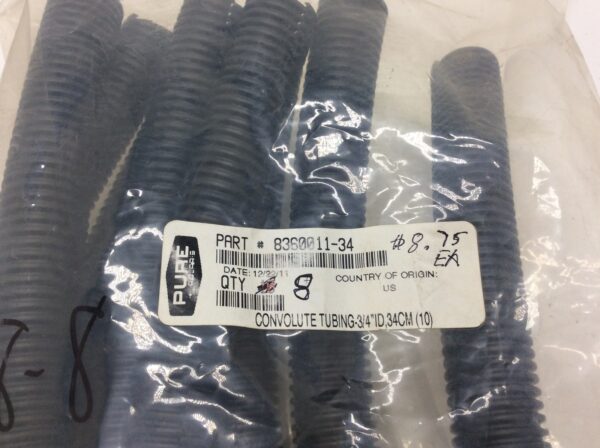 PURE
PART # 8360011-34
$8.75
EA
DATE: 12/22/11
COUNTRY OF ORIGIN:
US
QTY 8
CONVOLUTE TUBING-3/4"ID,34CM (10)
-8